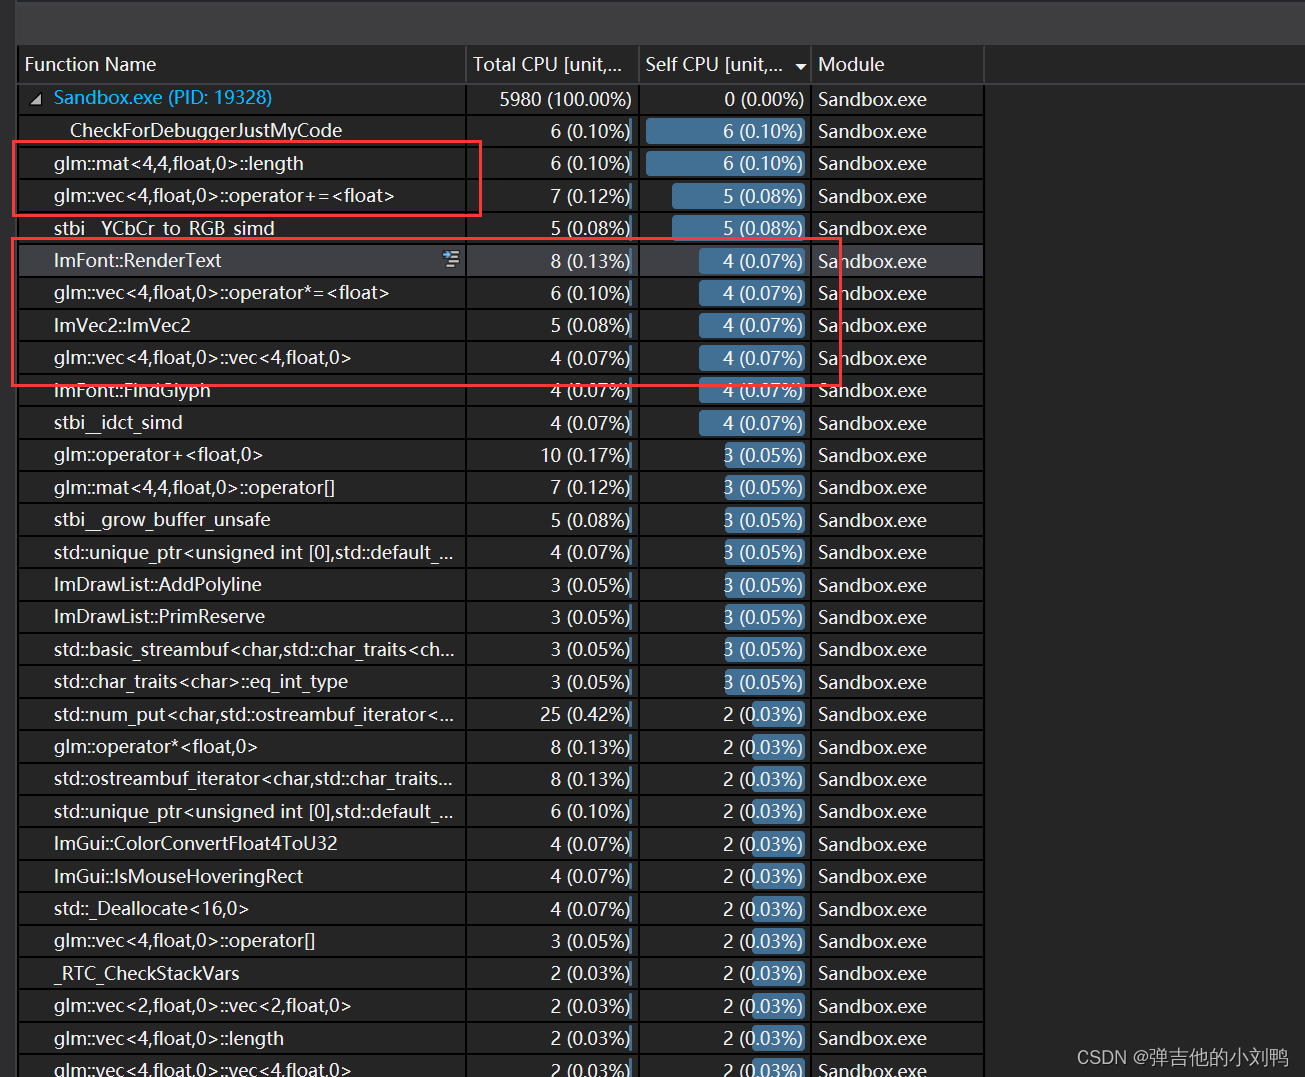 Function Name Total CPU [unit,... Self CPU [unit,... Module
Sandbox.exe (PID: 19328) 5980 (100.00%) 0 (0.00%) Sandbox.exe
__CheckForDebuggerJustMyCode 6 (0.10%) 6 (0.10%) Sandbox.exe
glm::mat<4,4,float,0>::length 6 (0.10%) 6 (0.10%) Sandbox.exe
glm::vec<4,float,0>::operator+=<float> 7 (0.12%) 5 (0.08%) Sandbox.exe
stbi__YCbCr_to_RGB_simd 5 (0.08%) 5 (0.08%) Sandbox.exe
ImFont::RenderText 8 (0.13%) 4 (0.07%) Sandbox.exe
glm::vec<4,float,0>::operator*=<float> 6 (0.10%) 4 (0.07%) Sandbox.exe
ImVec2::ImVec2 5 (0.08%) 4 (0.07%) Sandbox.exe
glm::vec<4,float,0>::vec<4,float,0> 4 (0.07%) 4 (0.07%) Sandbox.exe
ImFont::FindGlyph 4 (0.07%) 4 (0.07%) Sandbox.exe
stbi__idct_simd 4 (0.07%) 4 (0.07%) Sandbox.exe
glm::operator+<float,0> 10 (0.17%) 3 (0.05%) Sandbox.exe
glm::mat<4,4,float,0>::operator[] 7 (0.12%) 3 (0.05%) Sandbox.exe
stbi__grow_buffer_unsafe 5 (0.08%) 3 (0.05%) Sandbox.exe
std::unique_ptr<unsigned int [0],std::default_... 4 (0.07%) 3 (0.05%) Sandbox.exe
ImDrawList::AddPolyline 3 (0.05%) 3 (0.05%) Sandbox.exe
ImDrawList::PrimReserve 3 (0.05%) 3 (0.05%) Sandbox.exe
std::basic_streambuf<char,std::char_traits<ch... 3 (0.05%) 3 (0.05%) Sandbox.exe
std::char_traits<char>::eq_int_type 3 (0.05%) 3 (0.05%) Sandbox.exe
std::num_put<char,std::ostreambuf_iterator<... 25 (0.42%) 2 (0.03%) Sandbox.exe
glm::operator*<float,0> 8 (0.13%) 2 (0.03%) Sandbox.exe
std::ostreambuf_iterator<char,std::char_traits... 8 (0.13%) 2 (0.03%) Sandbox.exe
std::unique_ptr<unsigned int [0],std::default_... 6 (0.10%) 2 (0.03%) Sandbox.exe
ImGui::ColorConvertFloat4ToU32 4 (0.07%) 2 (0.03%) Sandbox.exe
ImGui::IsMouseHoveringRect 4 (0.07%) 2 (0.03%) Sandbox.exe
std::_Deallocate<16,0> 4 (0.07%) 2 (0.03%) Sandbox.exe
glm::vec<4,float,0>::operator[] 3 (0.05%) 2 (0.03%) Sandbox.exe
_RTC_CheckStackVars 2 (0.03%) 2 (0.03%) Sandbox.exe
glm::vec<2,float,0>::vec<2,float,0> 2 (0.03%) 2 (0.03%) Sandbox.exe
glm::vec<4,float,0>::length 2 (0.03%) 2 (0.03%) Sandbox.exe
glm::vec<4,float,0>::vec<4,float,0> 2 (0.03%) 2 (0.03%) Sandbox.exe
CSDN @弹吉他的小刘鸭